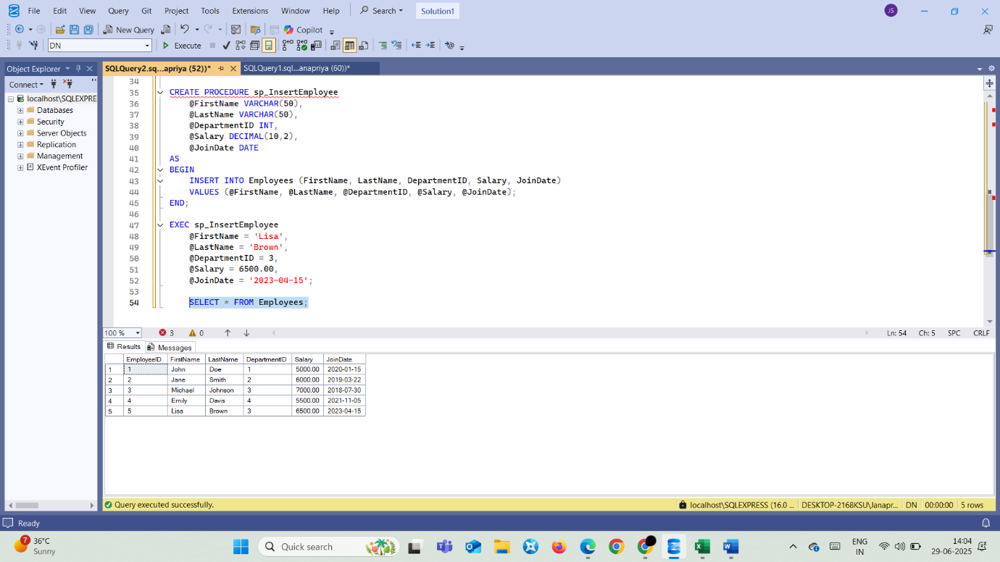 File Edit View Query Git Project Tools Extensions Window Help Search Solution1 JS
New Query Copilot
DN Execute
Object Explorer
SQLQuery2.sq...apriya (52))* SQLQuery1.sql...anapriya (60))*
Connect
localhost\SQLEXPRE
Databases
Security
Server Objects
Replication
Management
XEvent Profiler
34
35 CREATE PROCEDURE sp_InsertEmployee
36 @FirstName VARCHAR(50),
37 @LastName VARCHAR(50),
38 @DepartmentID INT,
39 @Salary DECIMAL(10,2),
40 @JoinDate DATE
41 AS
42 BEGIN
43 INSERT INTO Employees (FirstName, LastName, DepartmentID, Salary, JoinDate)
44 VALUES (@FirstName, @LastName, @DepartmentID, @Salary, @JoinDate);
45 END;
46
47 EXEC sp_InsertEmployee
48 @FirstName = 'Lisa',
49 @LastName = 'Brown',
50 @DepartmentID = 3,
51 @Salary = 6500.00,
52 @JoinDate = '2023-04-15';
53
54 SELECT * FROM Employees;
100 % 3 0 Ln: 54 Ch: 5 SPC CRLF
Results Messages
EmployeeID FirstName LastName DepartmentID Salary JoinDate
1 1 John Doe 1 5000.00 2020-01-15
2 2 Jane Smith 2 6000.00 2019-03-22
3 3 Michael Johnson 3 7000.00 2018-07-30
4 4 Emily Davis 4 5500.00 2021-11-05
5 5 Lisa Brown 3 6500.00 2023-04-15
Query executed successfully. localhost\SQLEXPRESS (16.0 ... DESKTOP-2168KSU\Janapr... DN 00:00:00 5 rows
Ready
7 36°C
Sunny
Quick search
ENG
IN
14:04
29-06-2025